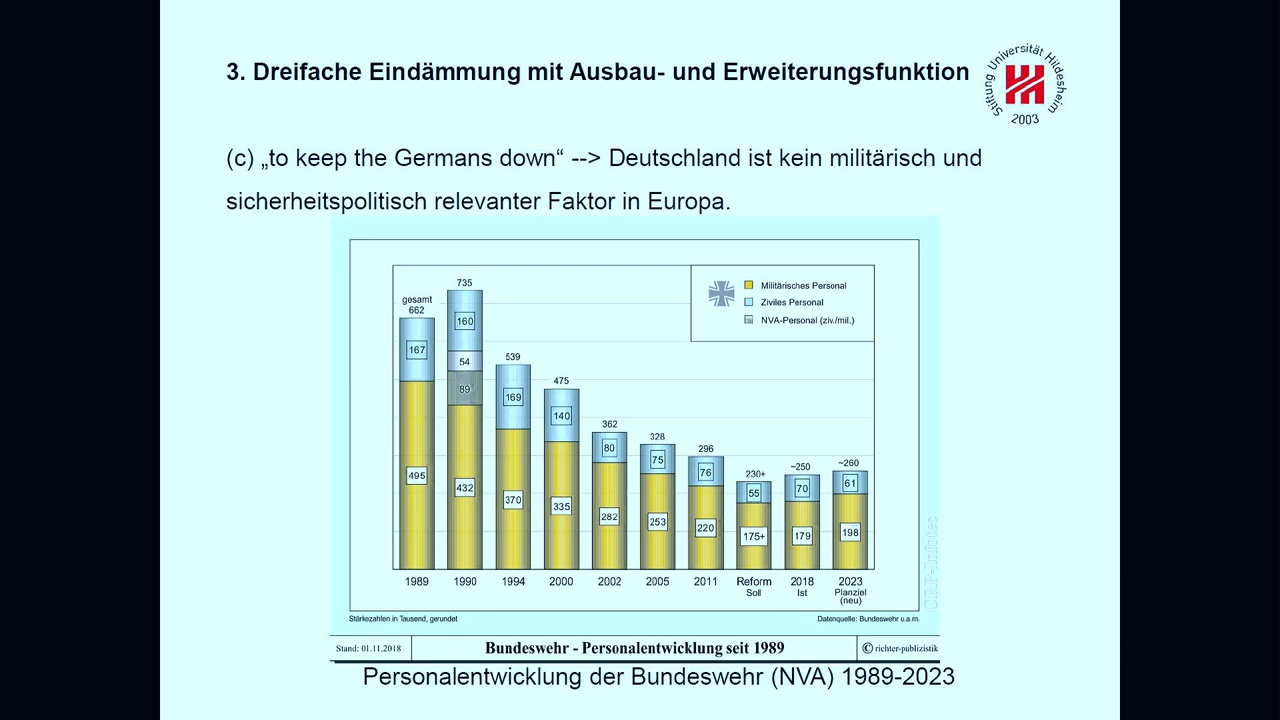 3. Dreifache Eindämmung mit Ausbau- und Erweiterungsfunktion
Stiftung Universität Hildesheim
2003
(c) „to keep the Germans down“ --> Deutschland ist kein militärisch und
sicherheitspolitisch relevanter Faktor in Europa.
Militärisches Personal
Ziviles Personal
NVA-Personal (ziv./mil.)
gesamt
662
167
495
735
160
54
89
432
539
169
370
475
140
335
362
80
282
328
75
253
296
76
220
230+
55
175+
~250
70
179
~260
61
198
1989 1990 1994 2000 2002 2005 2011 Reform 2018 2023
Soll Ist Planziel
(neu)
CRP-Infotec
Stärkezahlen in Tausend, gerundet
Datenquelle: Bundeswehr u.a.m.
Stand: 01.11.2018
Bundeswehr - Personalentwicklung seit 1989
© richter-publizistik
Personalentwicklung der Bundeswehr (NVA) 1989-2023